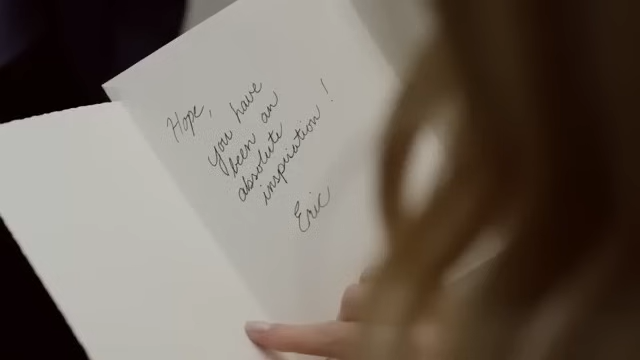 Hope,
you have
been an
absolute
inspiration!
Eric